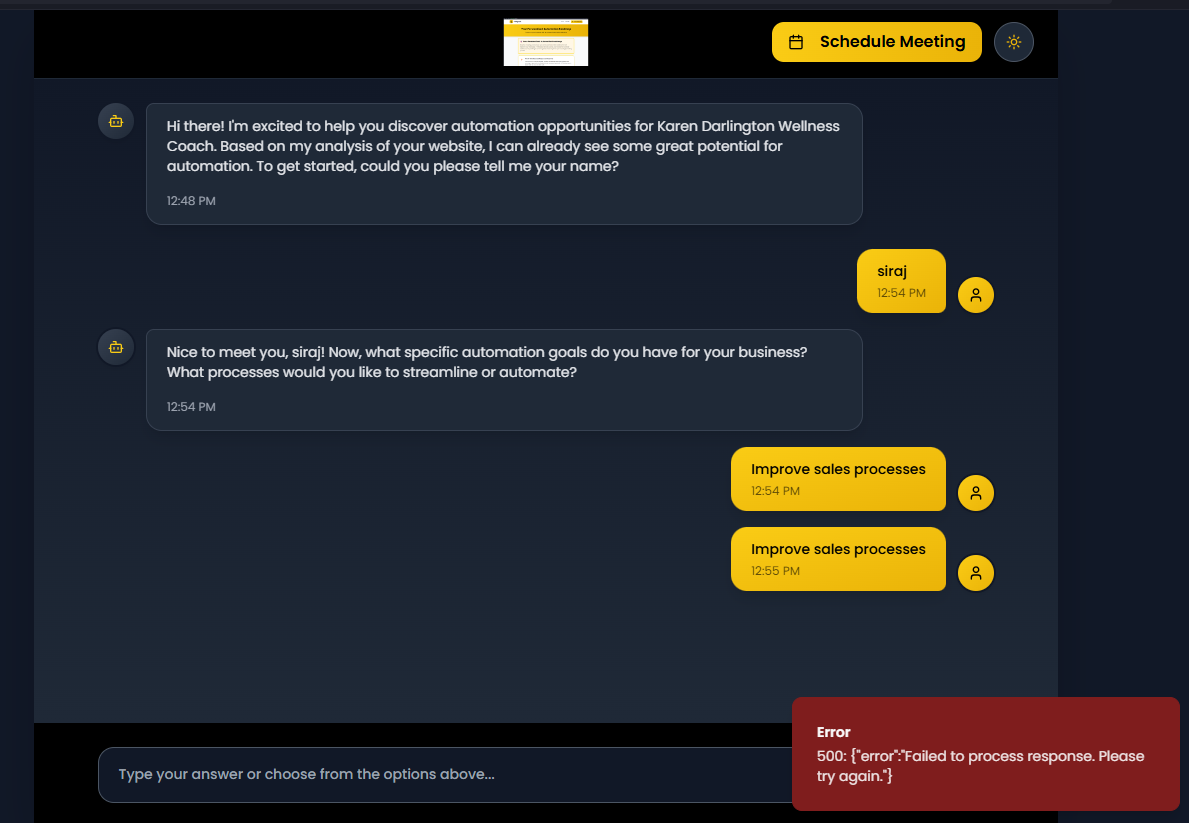 Schedule Meeting
Hi there! I'm excited to help you discover automation opportunities for Karen Darlington Wellness
Coach. Based on my analysis of your website, I can already see some great potential for
automation. To get started, could you please tell me your name?
12:48 PM
siraj
12:54 PM
Nice to meet you, siraj! Now, what specific automation goals do you have for your business?
What processes would you like to streamline or automate?
12:54 PM
Improve sales processes
12:54 PM
Improve sales processes
12:55 PM
Type your answer or choose from the options above...
Error
500: {"error":"Failed to process response. Please
try again."}